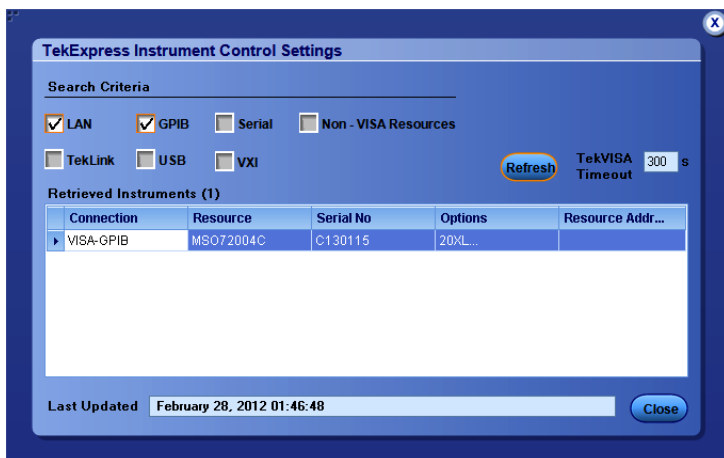 X
TekExpress Instrument Control Settings
Search Criteria
LAN GPIB Serial Non - VISA Resources
TekLink USB VXI
Refresh TekVISA Timeout 300 s
Retrieved Instruments (1)
Connection Resource Serial No Options Resource Addr...
VISA-GPIB MSO72004C C130115 20XL...
Last Updated February 28, 2012 01:46:48 Close